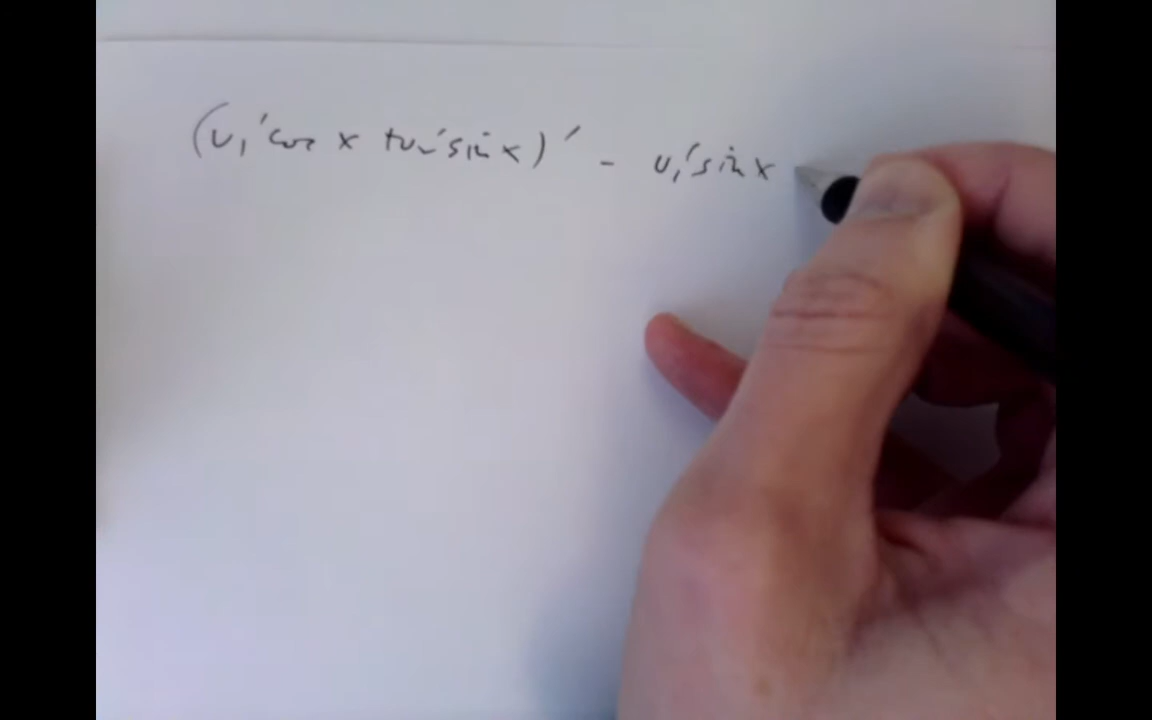 (u₁' cos x + u₂' sin x)' - u₁' sin x